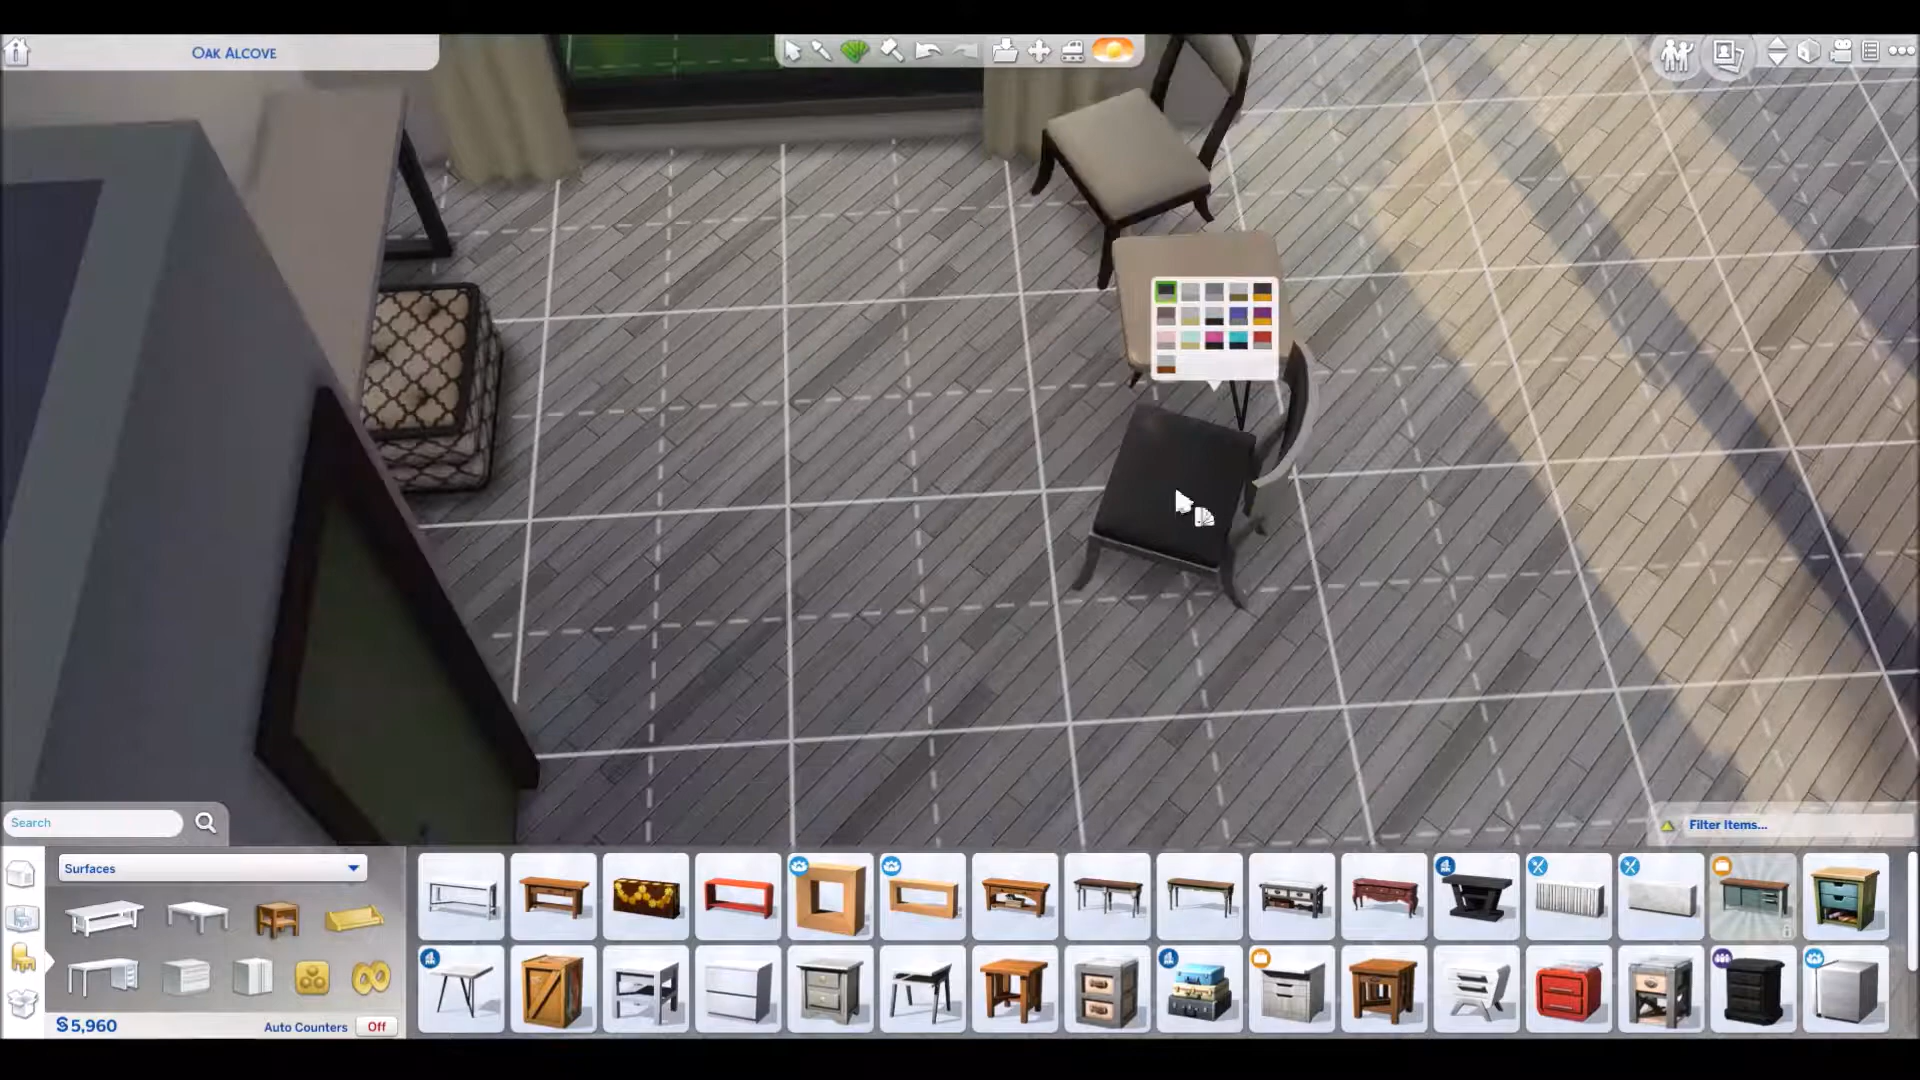 OAK ALCOVE
Search
Filter Items...
Surfaces
§5,960
Auto Counters Off